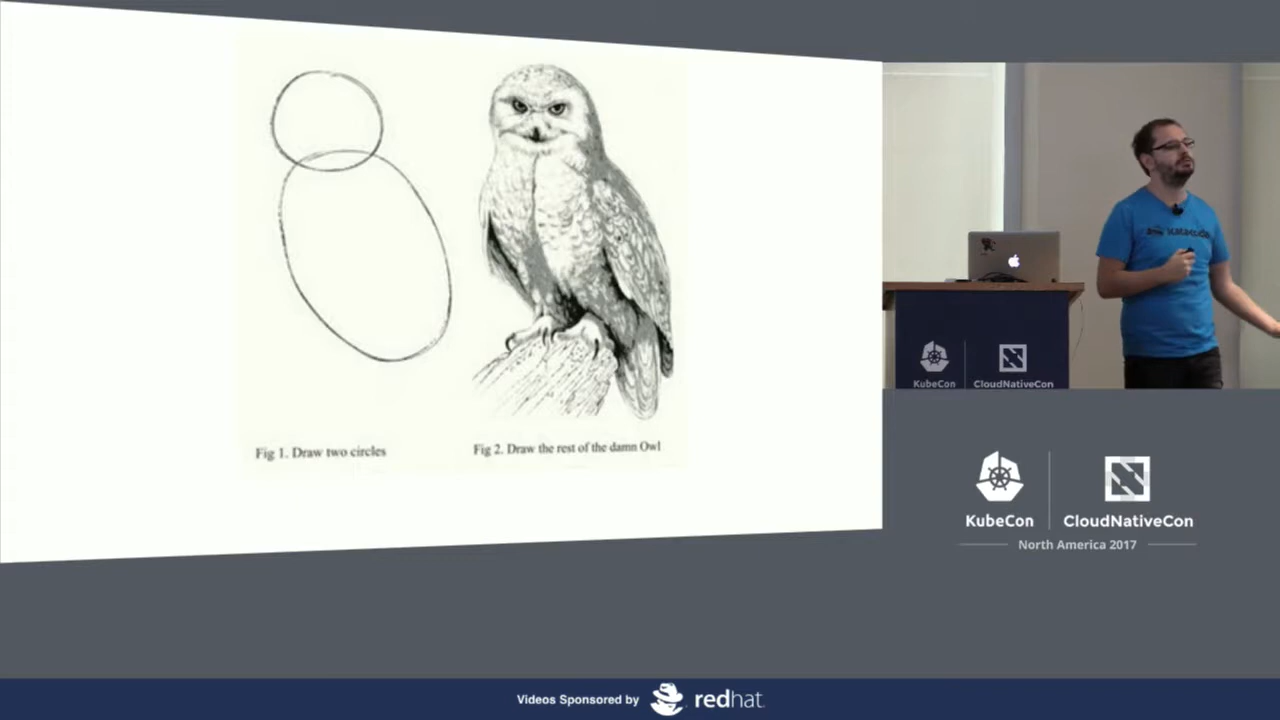 Fig 1. Draw two circles
Fig 2. Draw the rest of the damn Owl
katacoda
KubeCon
CloudNativeCon
KubeCon
CloudNativeCon
North America 2017
Videos Sponsored by
redhat.